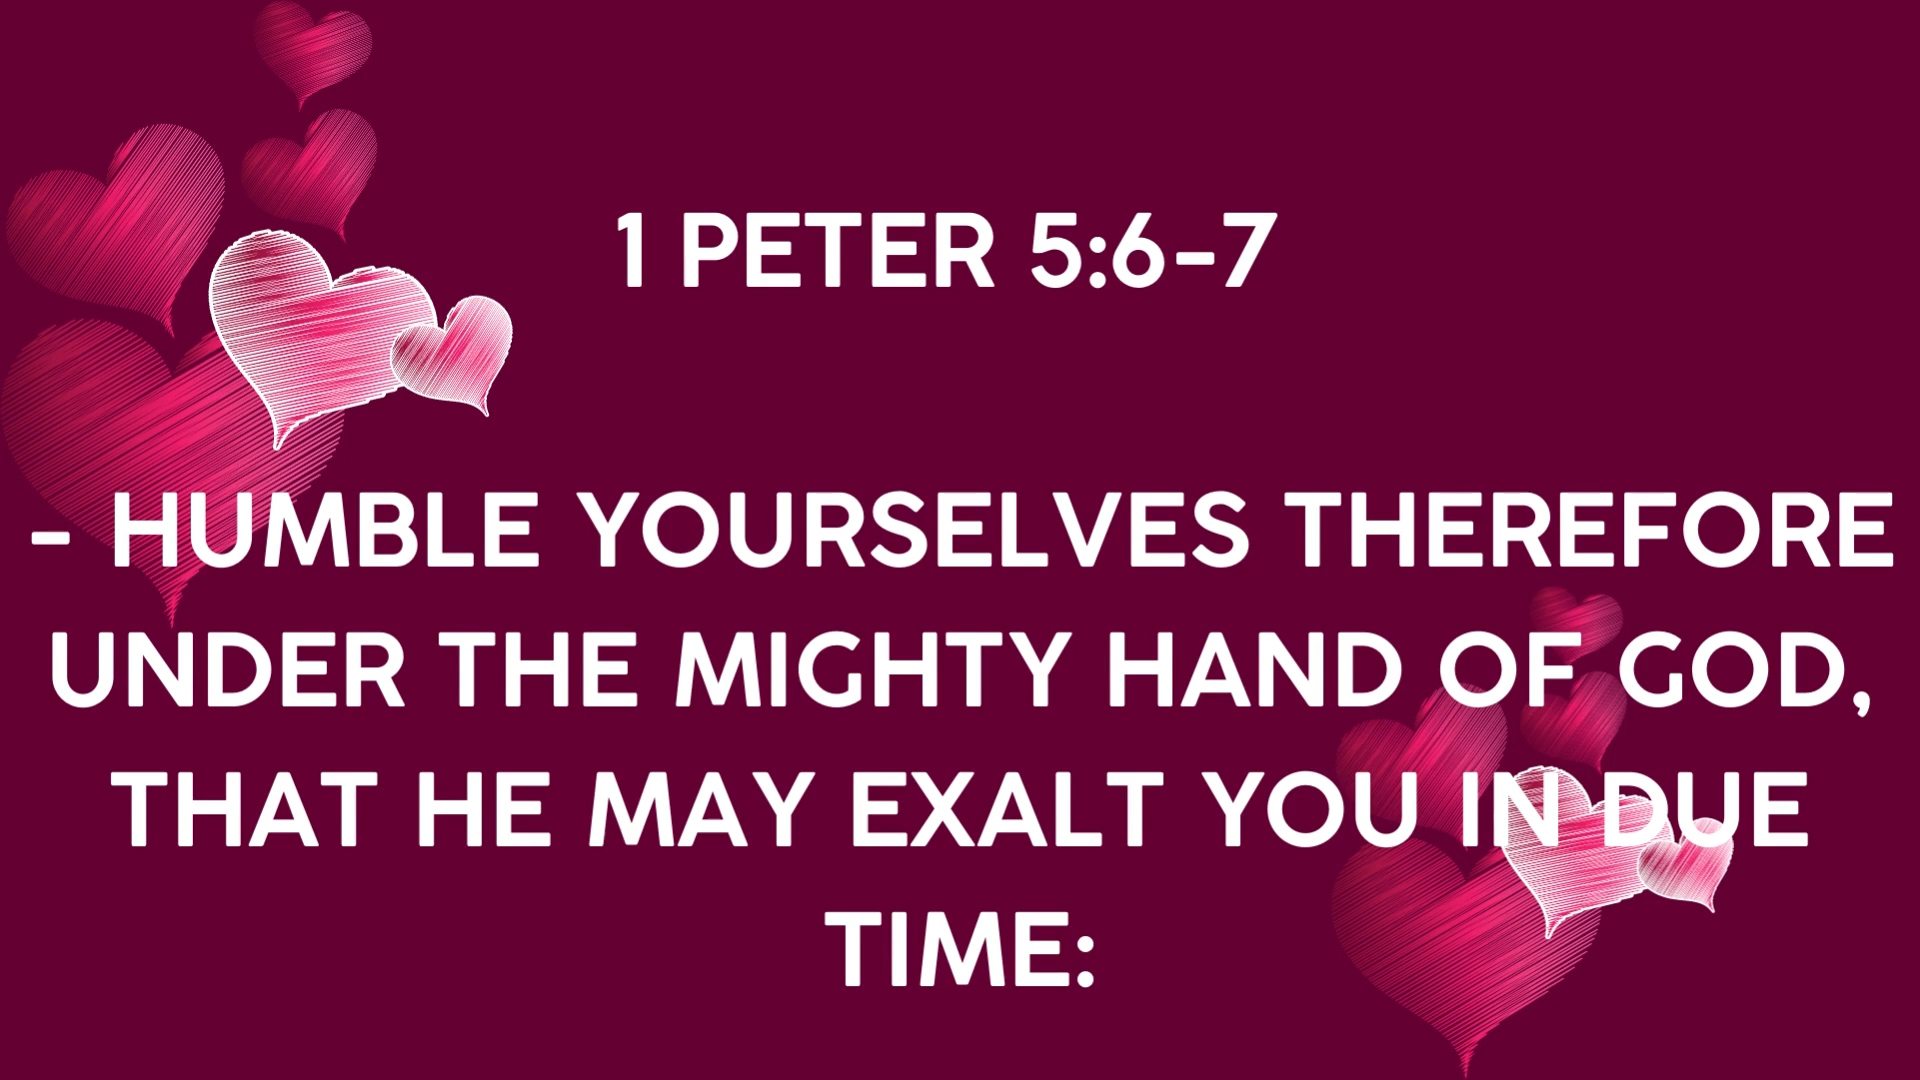 1 PETER 5:6-7
- HUMBLE YOURSELVES THEREFORE
UNDER THE MIGHTY HAND OF GOD,
THAT HE MAY EXALT YOU IN DUE
TIME: